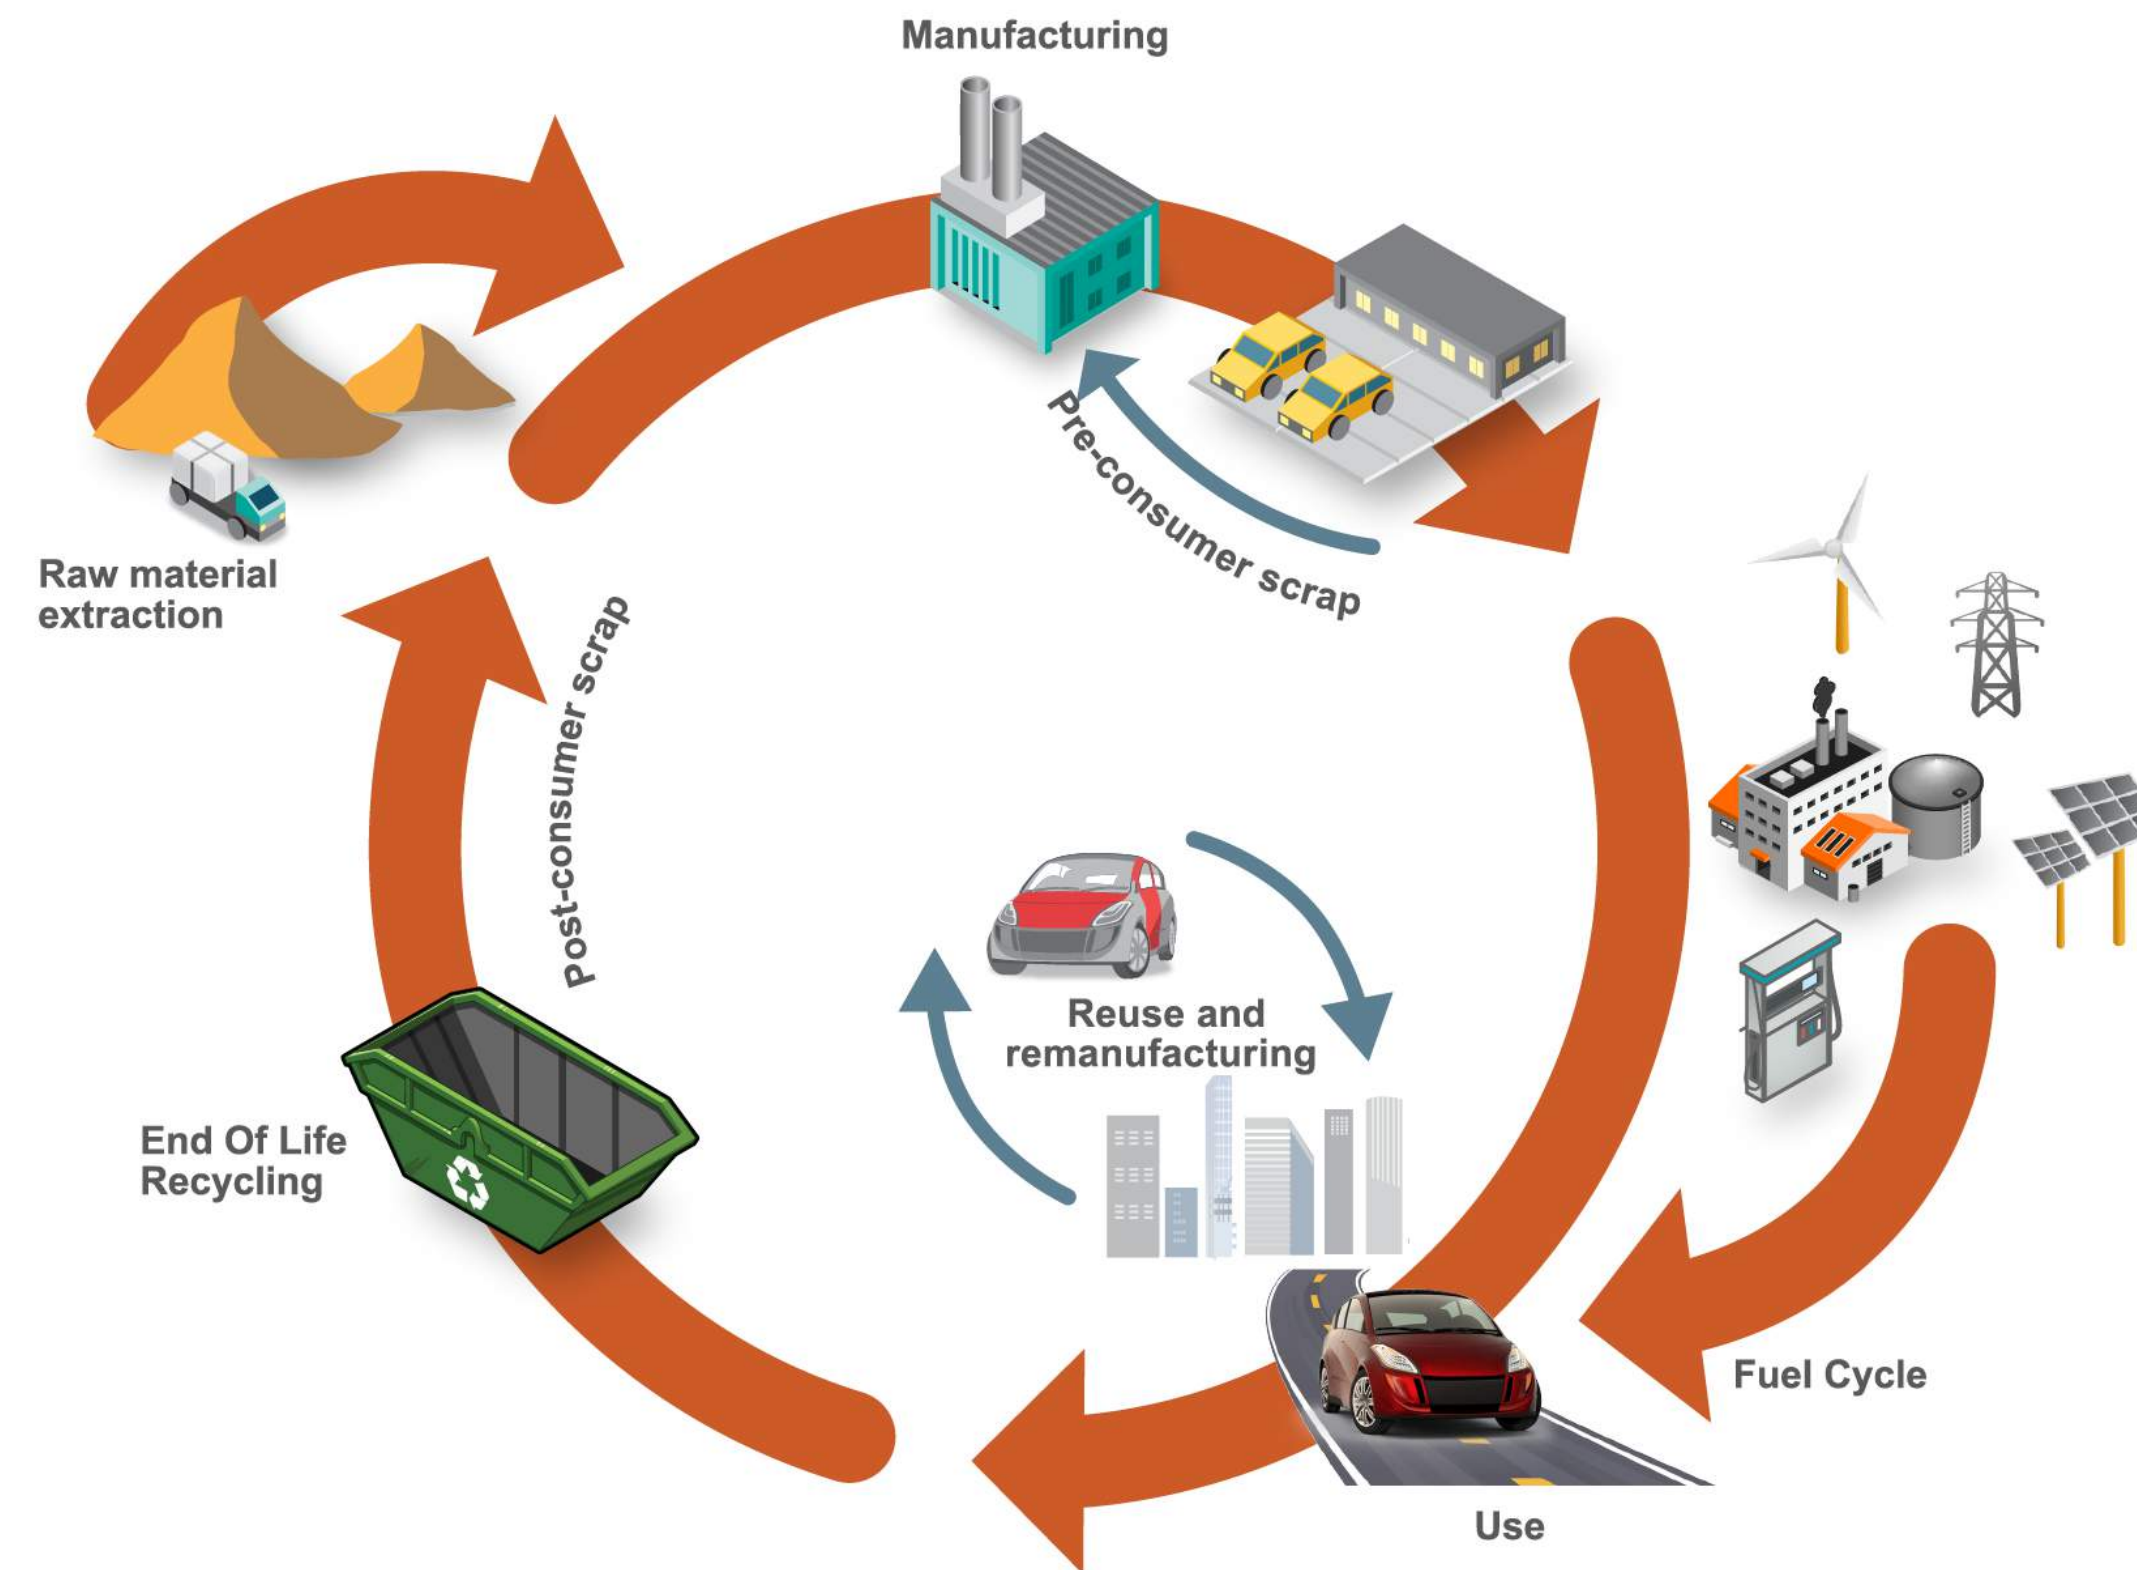 Manufacturing
Pre-consumer scrap
Raw material
extraction
Post-consumer scrap
Reuse and
remanufacturing
End Of Life
Recycling
Fuel Cycle
Use